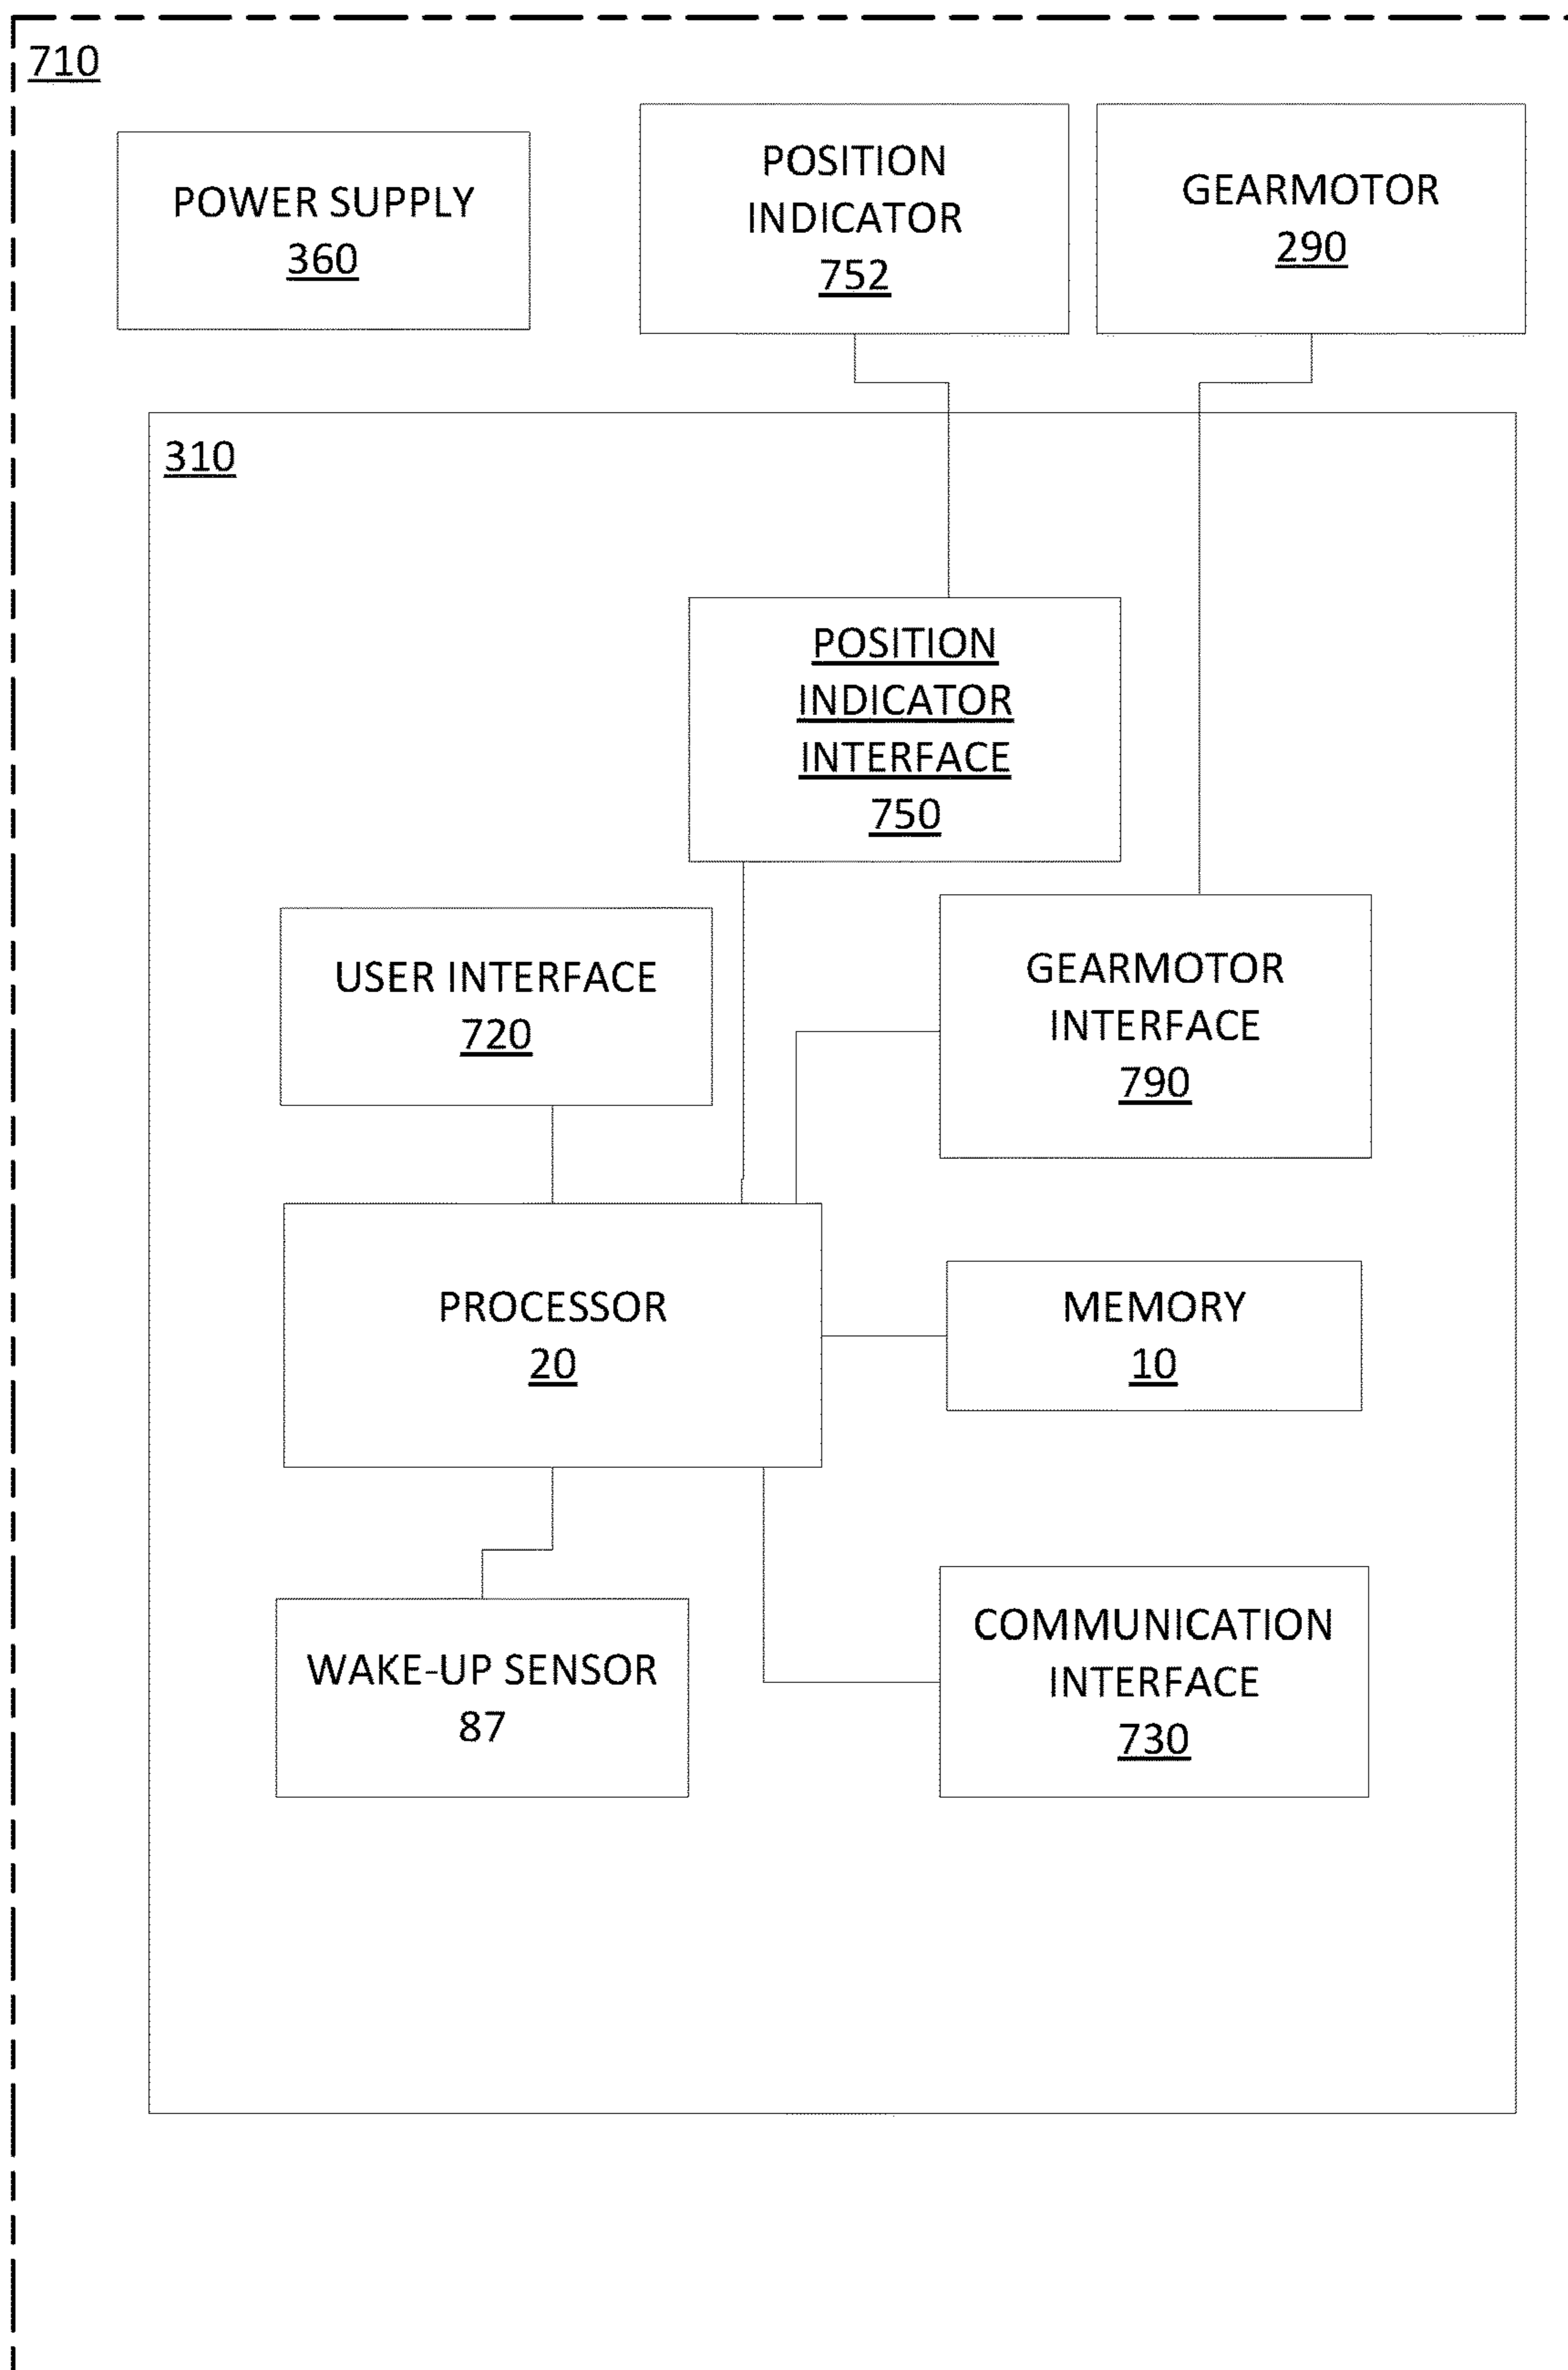 710
POWER SUPPLY
360
POSITION
INDICATOR
752
GEARMOTOR
290
310
POSITION
INDICATOR
INTERFACE
750
USER INTERFACE
720
GEARMOTOR
INTERFACE
790
PROCESSOR
20
MEMORY
10
WAKE-UP SENSOR
87
COMMUNICATION
INTERFACE
730